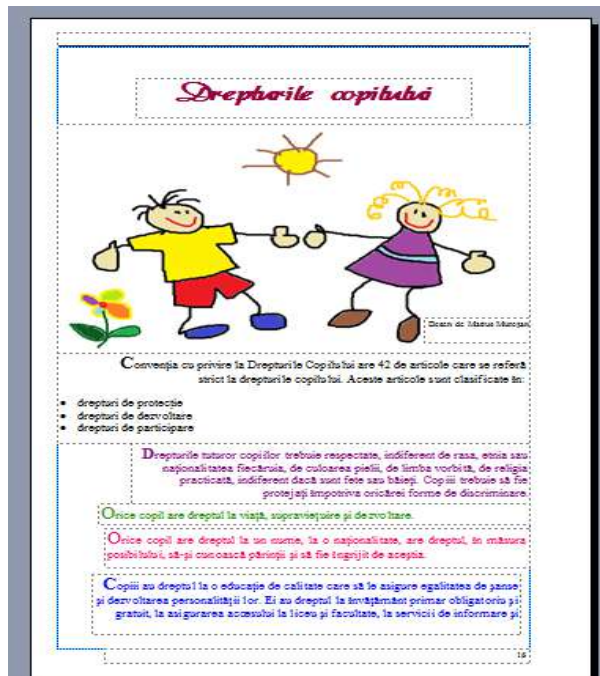 Drepturile copilului
Desen de Marius Mureșan
Convenția cu privire la Drepturile Copilului are 42 de articole care se referă
strict la drepturile copilului. Aceste articole sunt clasificate în:
• drepturi de protecție
• drepturi de dezvoltare
• drepturi de participare
Drepturile tuturor copiilor trebuie respectate, indiferent de rasa, etnia sau
naționalitatea fiecăruia, de culoarea pielii, de limba vorbită, de religia
practicată, indiferent dacă sunt fete sau băieți. Copiii trebuie să fie
protejați împotriva oricărei forme de discriminare.
Orice copil are dreptul la viață, supraviețuire și dezvoltare.
Orice copil are dreptul la un nume, la o naționalitate, are dreptul, în măsura
posibilului, să-și cunoască părinții și să fie îngrijit de aceștia.
Copiii au dreptul la o educație de calitate care să le asigure egalitatea de șanse
și dezvoltarea personalității lor. Ei au dreptul la învățământ primar obligatoriu și
gratuit, la asigurarea accesului la liceu și facultate, la servicii de informare și
16